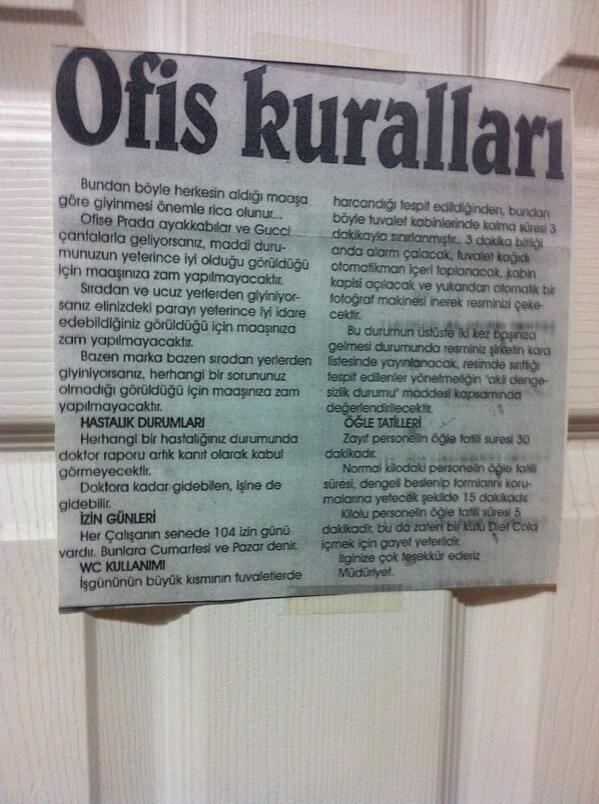 Ofis kuralları
Bundan böyle herkesin aldığı maaşa
göre giyinmesi önemle rica olunur...
Ofise Prada ayakkabılar ve Gucci
çantalarla geliyorsanız, maddi duru-
munuzun yeterince iyi olduğu görüldüğü
için maaşınıza zam yapılmayacaktır.
Sıradan ve ucuz yerlerden giyiniyor-
sanız elinizdeki parayı yeterince iyi idare
edebildiğiniz görüldüğü için maaşınıza
zam yapılmayacaktır.
Bazen marka bazen sıradan yerlerden
giyiniyorsanız, herhangi bir sorununuz
olmadığı görüldüğü için maaşınıza zam
yapılmayacaktır.
HASTALIK DURUMLARI
Herhangi bir hastalığınız durumunda
doktor raporu artık kanıt olarak kabul
görmeyecektir.
Doktora kadar gidebilen, işine de
gidebilir.
İZİN GÜNLERİ
Her Çalışanın senede 104 izin günü
vardır. Bunlara Cumartesi ve Pazar denir.
WC KULLANIMI
İşgününün büyük kısmının tuvaletlerde
harcandığı tespit edildiğinden, bundan
böyle tuvalet kabinlerinde kalma süresi 3
dakikayla sınırlanmıştır.. 3 dakika bittiği
anda alarm çalacak, tuvalet kağıdı
otomatikman içeri toplanacak, kabin
kapisi açılacak ve yukarıdan otomatik bir
fotoğraf makinesi inerek resminizi çeke-
cektir.
Bu durumun üstüste iki kez başınıza
gelmesi durumunda resminiz şirketin kara
listesinde yayınlanacak, resimde sırıttığı
tespit edilenler yönetmeliğin "akli denge-
sizlik durumu" maddesi kapsamında
değerlendirilecektir.
ÖĞLE TATİLLERİ
Zayıf personelin öğle tatili süresi 30
dakikadır.
Normal kilodaki personelin öğle tatili
süresi, dengeli beslenip formlarını koru-
malarına yetecek şekilde 15 dakikadır.
Kilolu personelin öğle tatili süresi 5
dakikadır, bu da zaten bir kutu Diet Cola
içmek için gayet yeterlidir.
İlginize çok teşekkür ederiz
Müdüriyet.